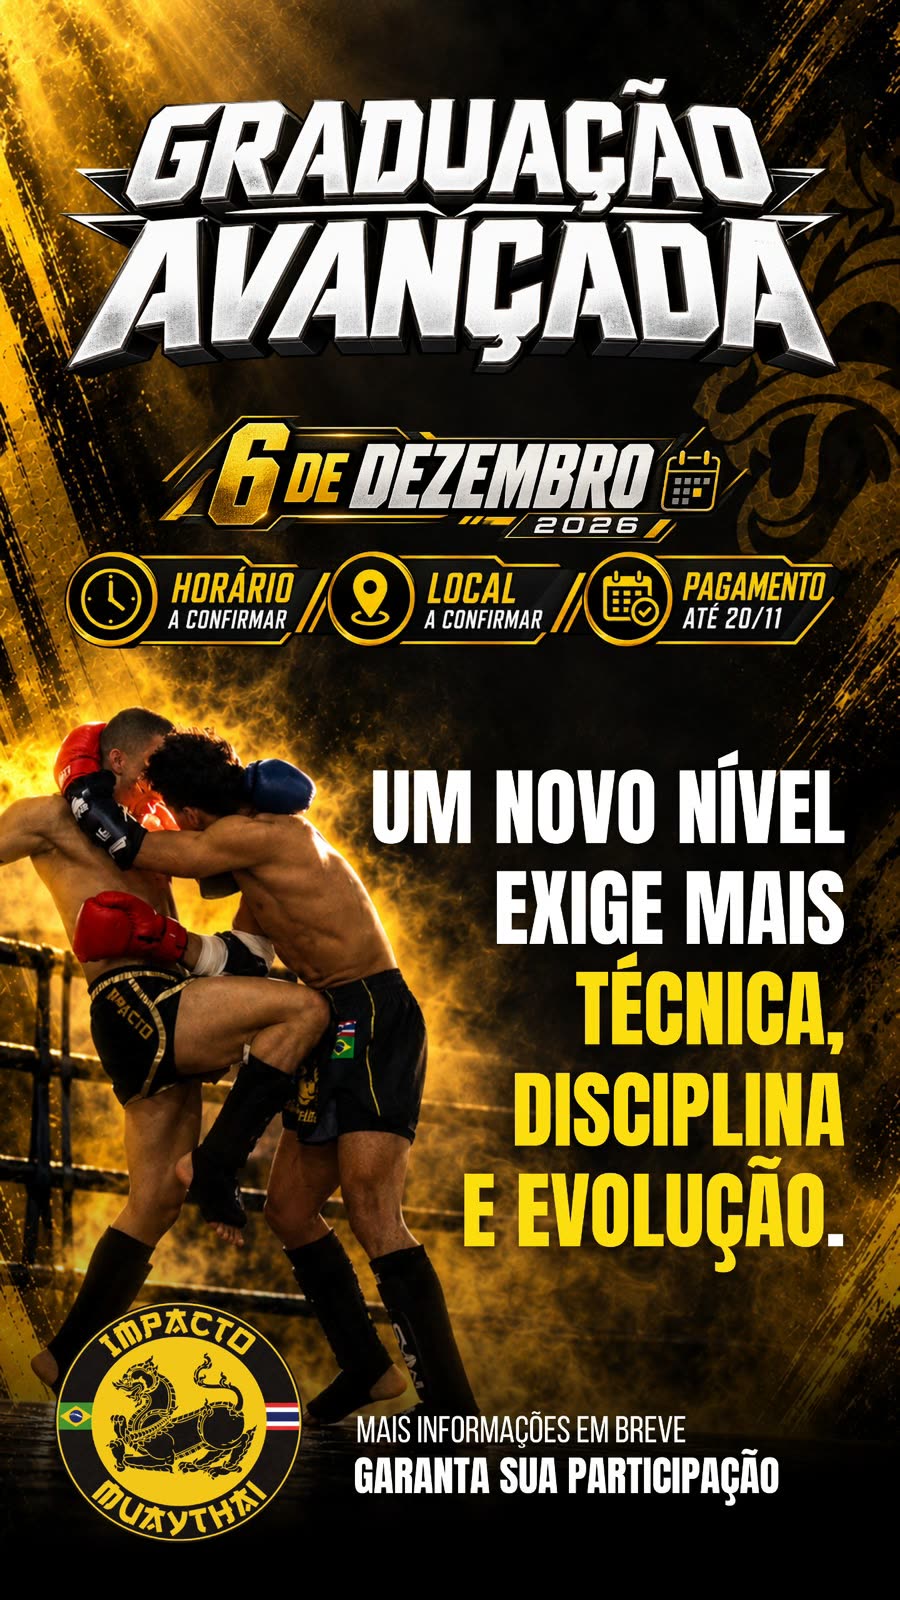 GRADUAÇÃO
AVANÇADA
6 DE DEZEMBRO
2026
HORÁRIO
A CONFIRMAR
LOCAL
A CONFIRMAR
PAGAMENTO
ATÉ 20/11
UM NOVO NÍVEL
EXIGE MAIS
TÉCNICA,
DISCIPLINA
E EVOLUÇÃO.
IMPACTO
MUAYTHAI
MAIS INFORMAÇÕES EM BREVE
GARANTA SUA PARTICIPAÇÃO